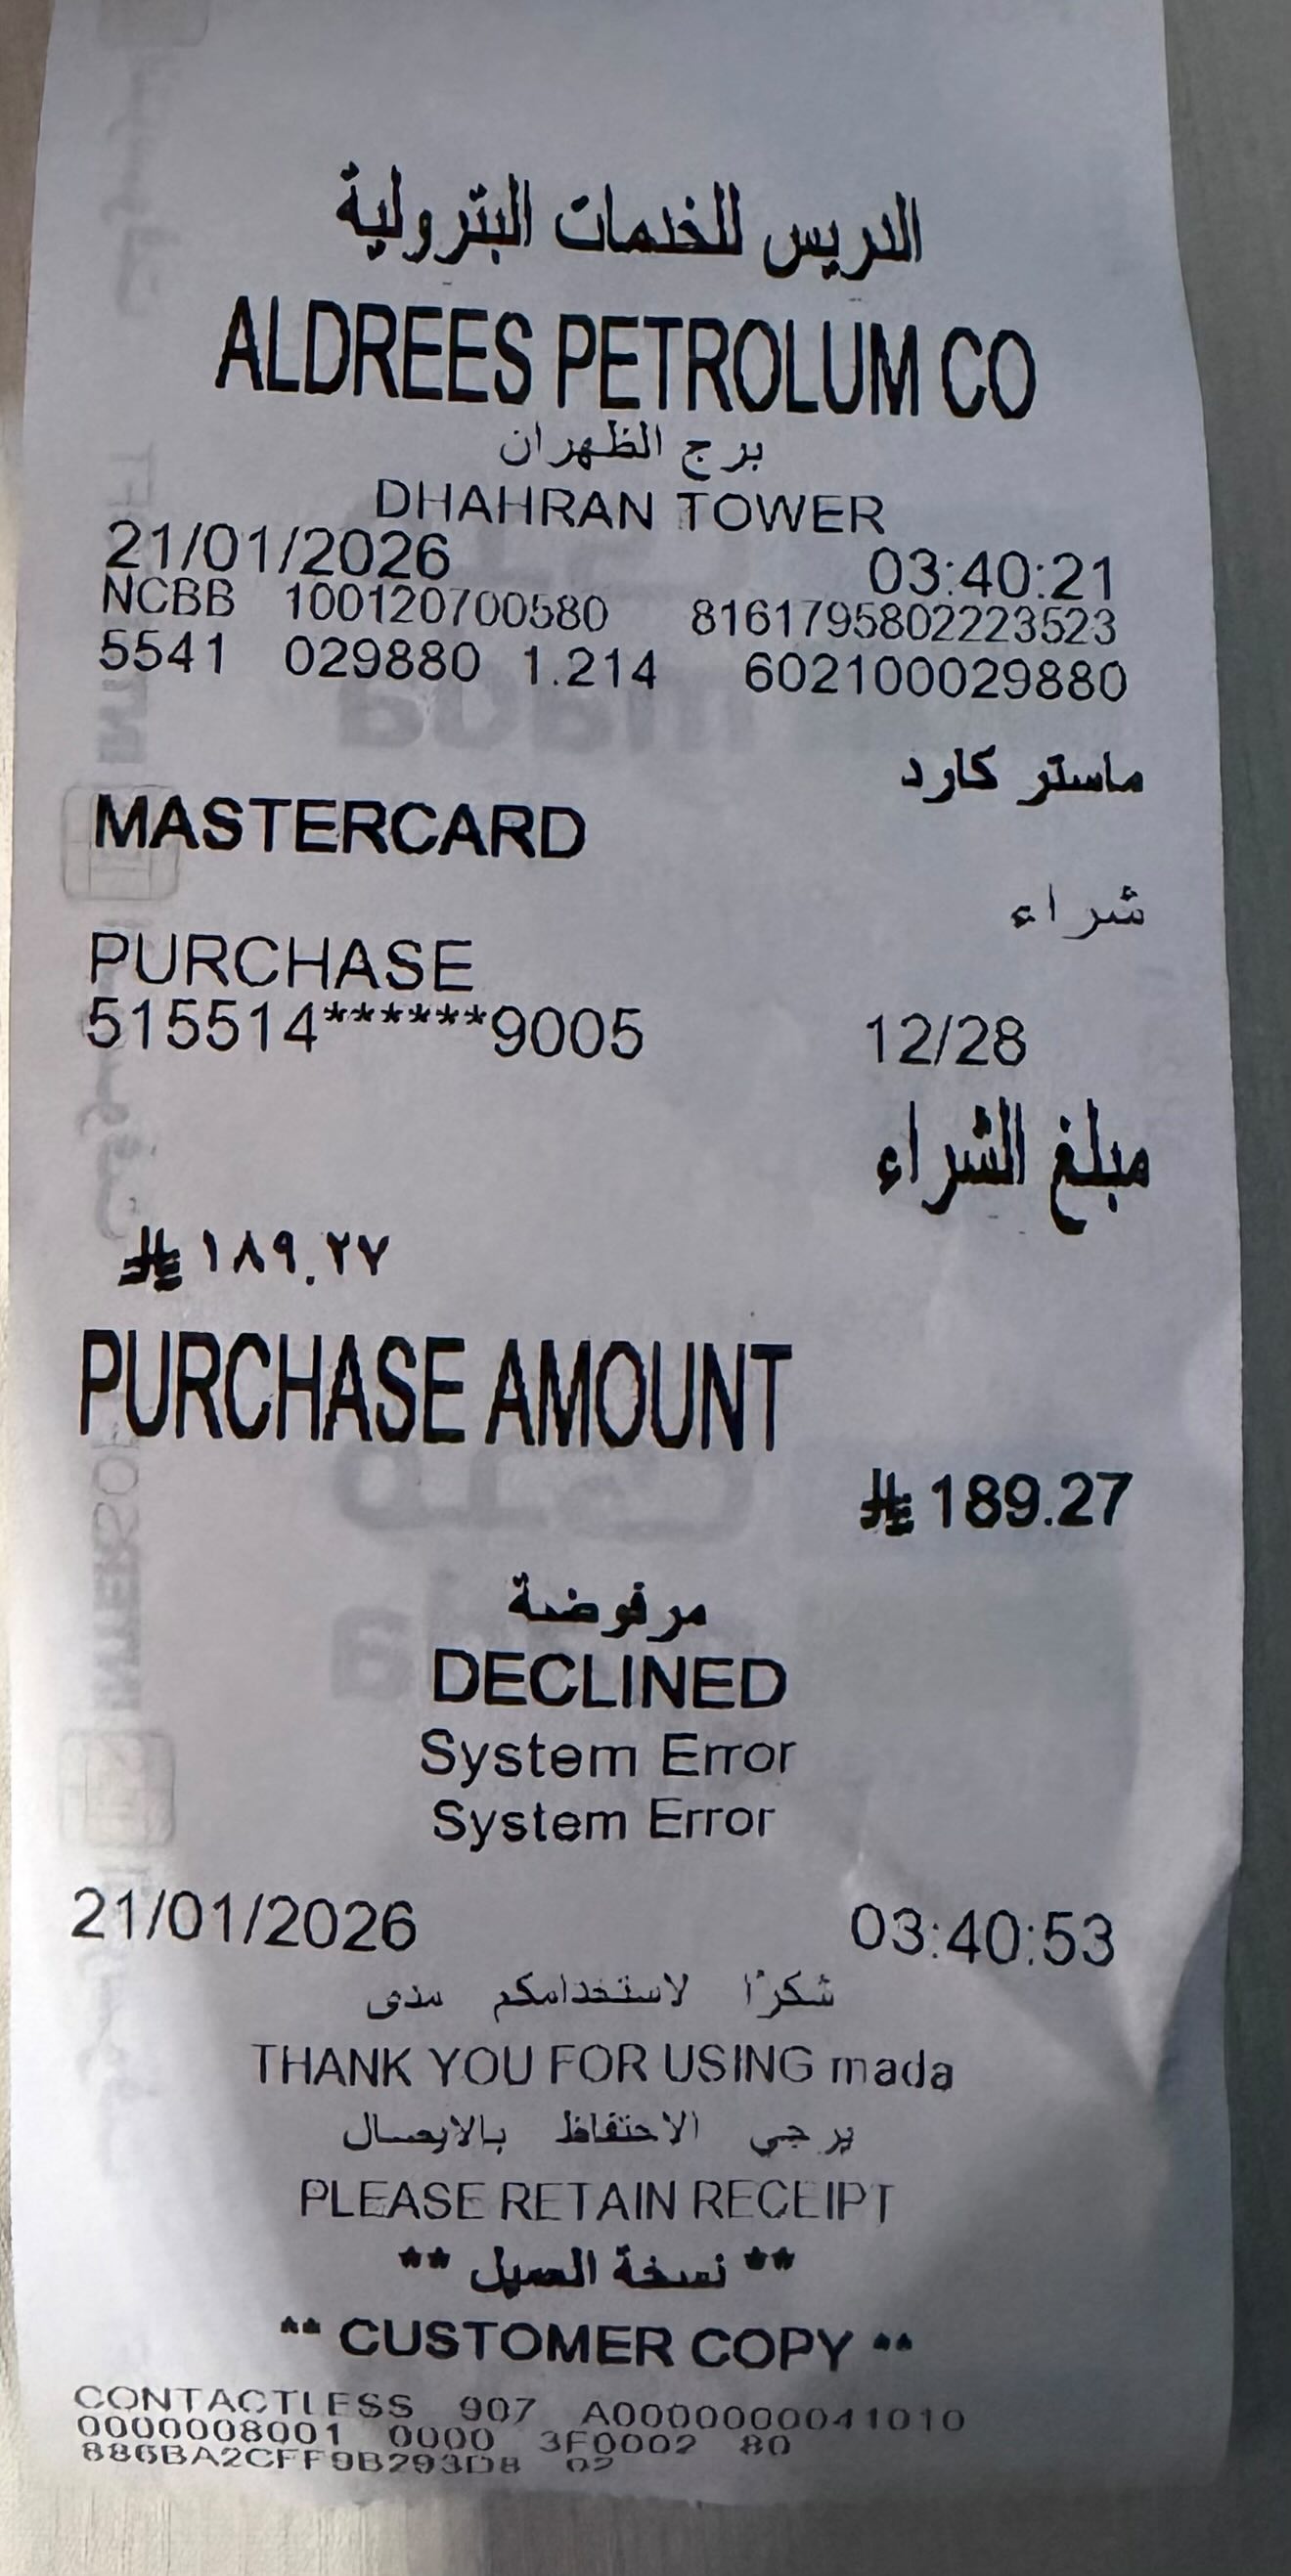 الدريس للخدمات البترولية
ALDREES PETROLUM CO
برج الظهران
DHAHRAN TOWER
21/01/2026 03:40:21
NCBB 100120700580 8161795802223523
5541 029880 1.214 602100029880
ماستر كارد
MASTERCARD
شراء
PURCHASE
515514******9005 12/28
مبلغ الشراء
⃁ ١٨٩.٢٧
PURCHASE AMOUNT
⃁ 189.27
مرفوضة
DECLINED
System Error
System Error
21/01/2026 03:40:53
شكرًا لاستخدامكم مدى
THANK YOU FOR USING mada
يرجي الاحتفاظ بالايصال
PLEASE RETAIN RECEIPT
** نسخة العميل **
** CUSTOMER COPY **
CONTACTLESS 907 A0000000041010
0000008001 0000 3F0002 80
886BA2CFF9B293D8 02